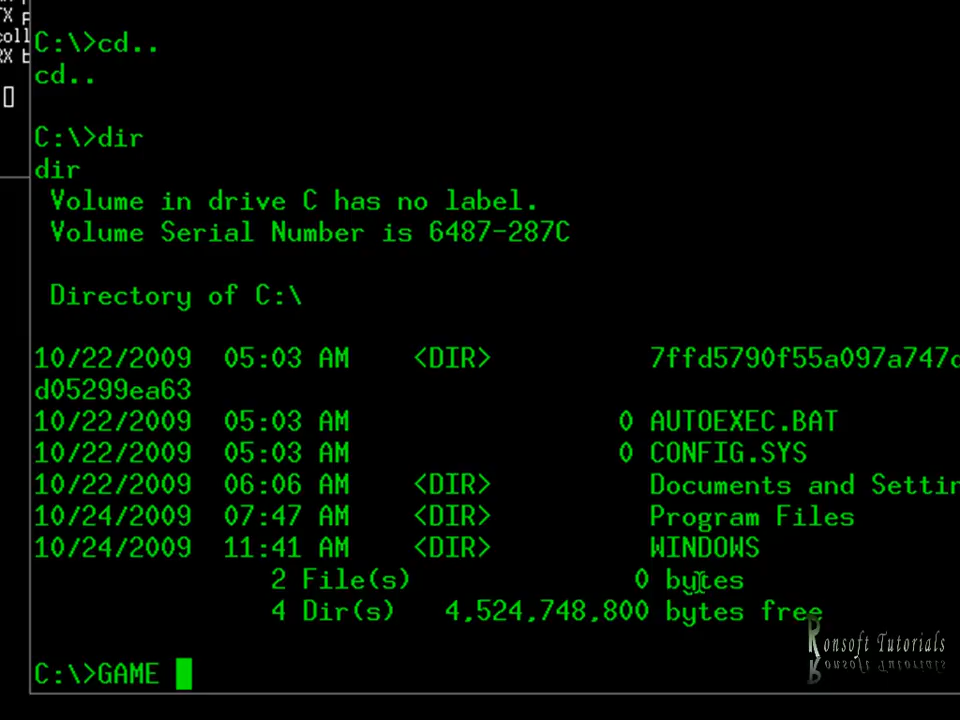 C:\>cd..
cd..
C:\>dir
dir
Volume in drive C has no label.
Volume Serial Number is 6487-287C
Directory of C:\
10/22/2009 05:03 AM <DIR> 7ffd5790f55a097a747
d05299ea63
10/22/2009 05:03 AM 0 AUTOEXEC.BAT
10/22/2009 05:03 AM 0 CONFIG.SYS
10/22/2009 06:06 AM <DIR> Documents and Settin
10/24/2009 07:47 AM <DIR> Program Files
10/24/2009 11:41 AM <DIR> WINDOWS
2 File(s) 0 bytes
4 Dir(s) 4,524,748,800 bytes free
C:\>GAME
Ronsoft Tutorials